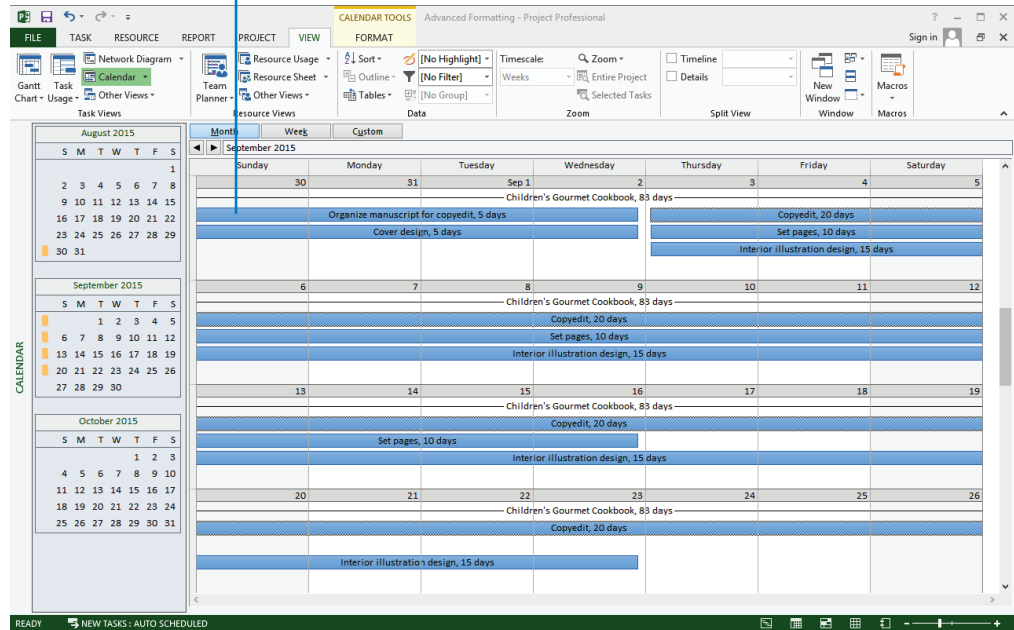 CALENDAR TOOLS Advanced Formatting - Project Professional
FILE TASK RESOURCE REPORT PROJECT VIEW FORMAT Sign in
Gantt Chart Task Usage Network Diagram Calendar Other Views Team Planner Resource Usage Resource Sheet Other Views Sort Outline Tables [No Highlight] [No Filter] [No Group] Timescale: Weeks Zoom Entire Project Selected Tasks Timeline Details New Window Macros
Task Views Resource Views Data Zoom Split View Window Macros
CALENDAR
August 2015
S M T W T F S
1
2 3 4 5 6 7 8
9 10 11 12 13 14 15
16 17 18 19 20 21 22
23 24 25 26 27 28 29
30 31
September 2015
S M T W T F S
1 2 3 4 5
6 7 8 9 10 11 12
13 14 15 16 17 18 19
20 21 22 23 24 25 26
27 28 29 30
October 2015
S M T W T F S
1 2 3
4 5 6 7 8 9 10
11 12 13 14 15 16 17
18 19 20 21 22 23 24
25 26 27 28 29 30 31
Month Week Custom
September 2015
Sunday Monday Tuesday Wednesday Thursday Friday Saturday
30 31 Sep 1 2 3 4 5
Children's Gourmet Cookbook, 83 days
Organize manuscript for copyedit, 5 days Copyedit, 20 days
Cover design, 5 days Set pages, 10 days
Interior illustration design, 15 days
6 7 8 9 10 11 12
Children's Gourmet Cookbook, 83 days
Copyedit, 20 days
Set pages, 10 days
Interior illustration design, 15 days
13 14 15 16 17 18 19
Children's Gourmet Cookbook, 83 days
Copyedit, 20 days
Set pages, 10 days
Interior illustration design, 15 days
20 21 22 23 24 25 26
Children's Gourmet Cookbook, 83 days
Copyedit, 20 days
Interior illustration design, 15 days
READY NEW TASKS : AUTO SCHEDULED